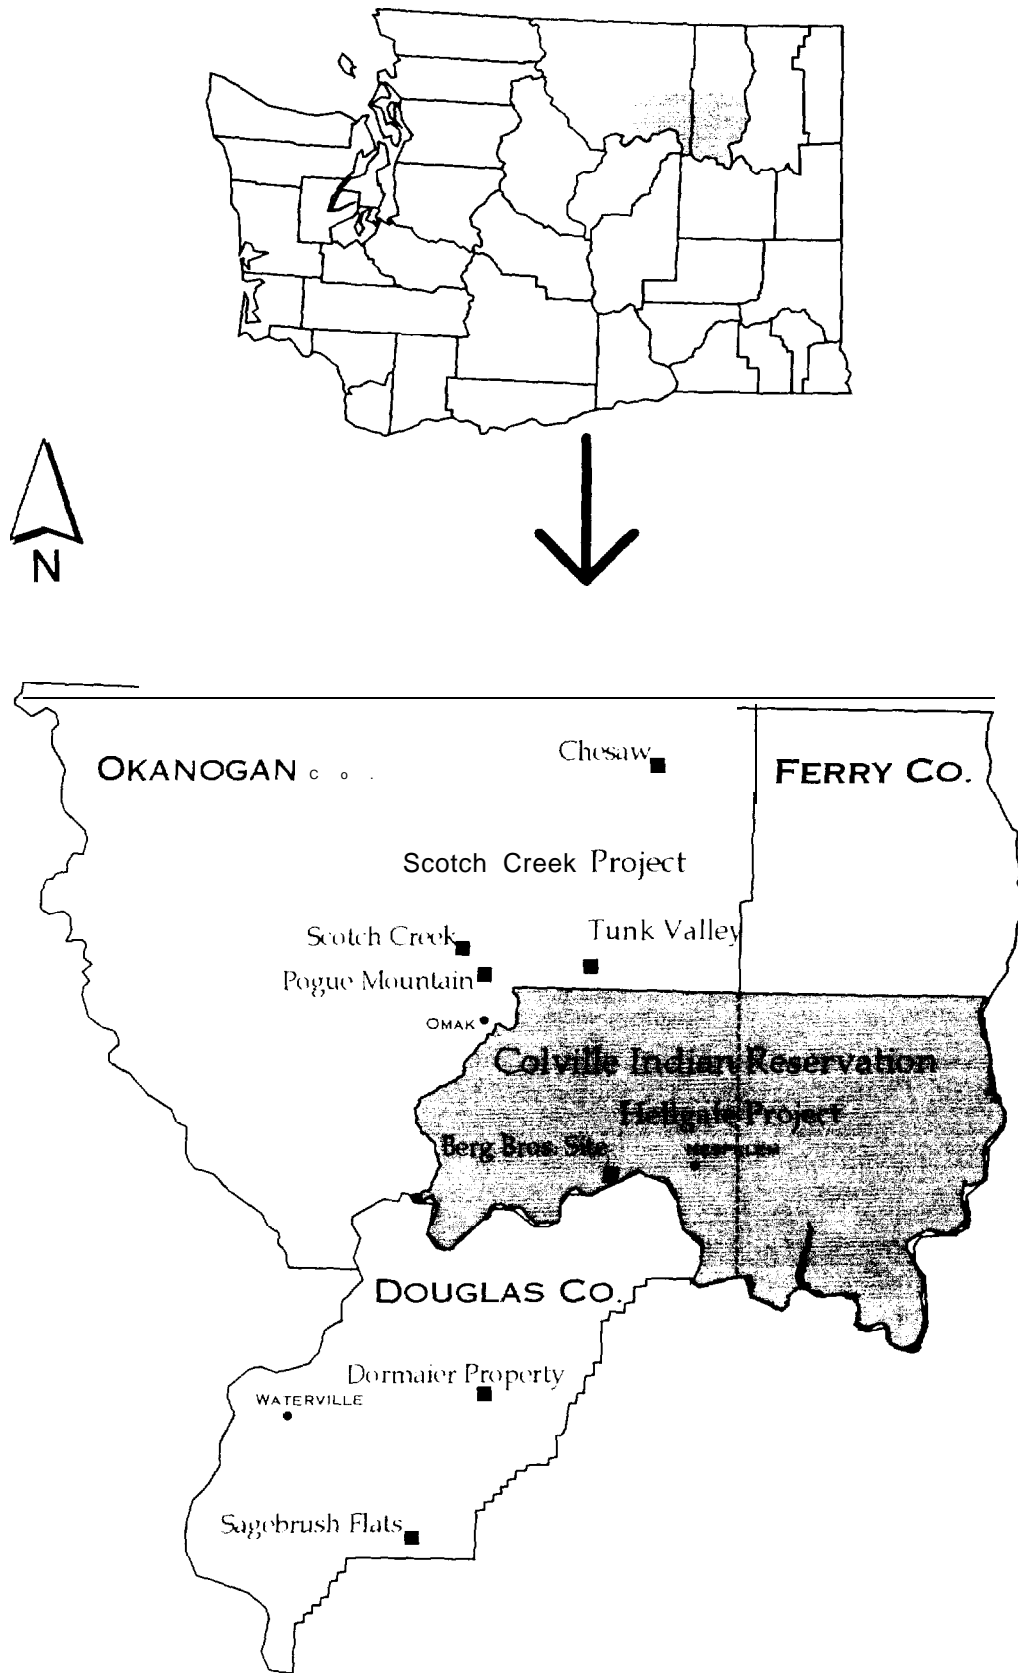 N
OKANOGAN Co.
Chesaw
FERRY CO.
Scotch Creek Project
Scotch Creek
Tunk Valley
Pogue Mountain
OMAK
Colville Indian Reservation
Hellgate Project
Berg Bros. Site
NESPELEM
DOUGLAS CO.
Dormaier Property
WATERVILLE
Sagebrush Flats